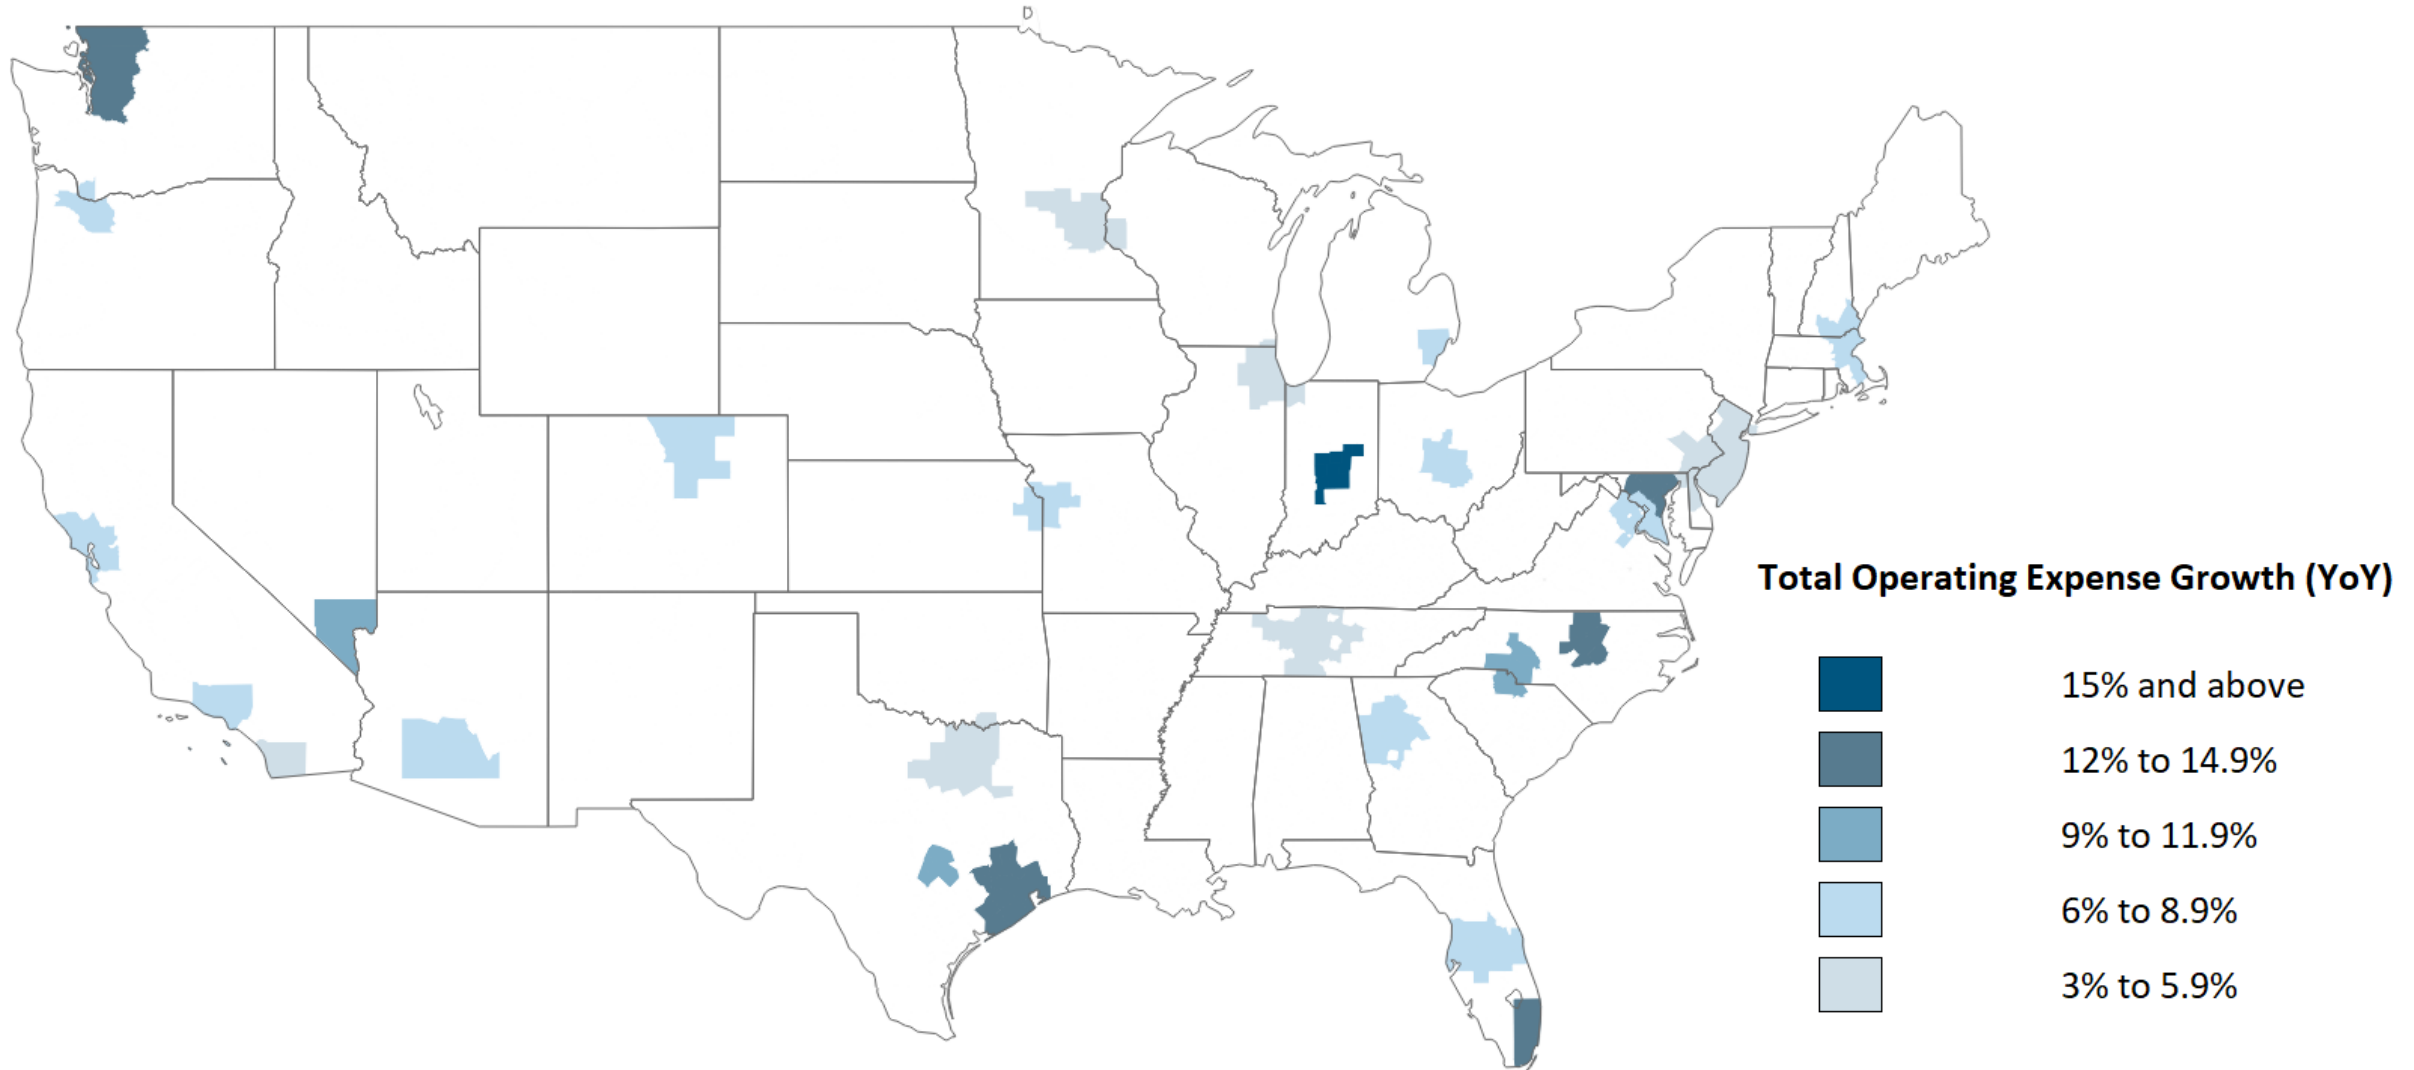 Total Operating Expense Growth (YoY)
15% and above
12% to 14.9%
9% to 11.9%
6% to 8.9%
3% to 5.9%